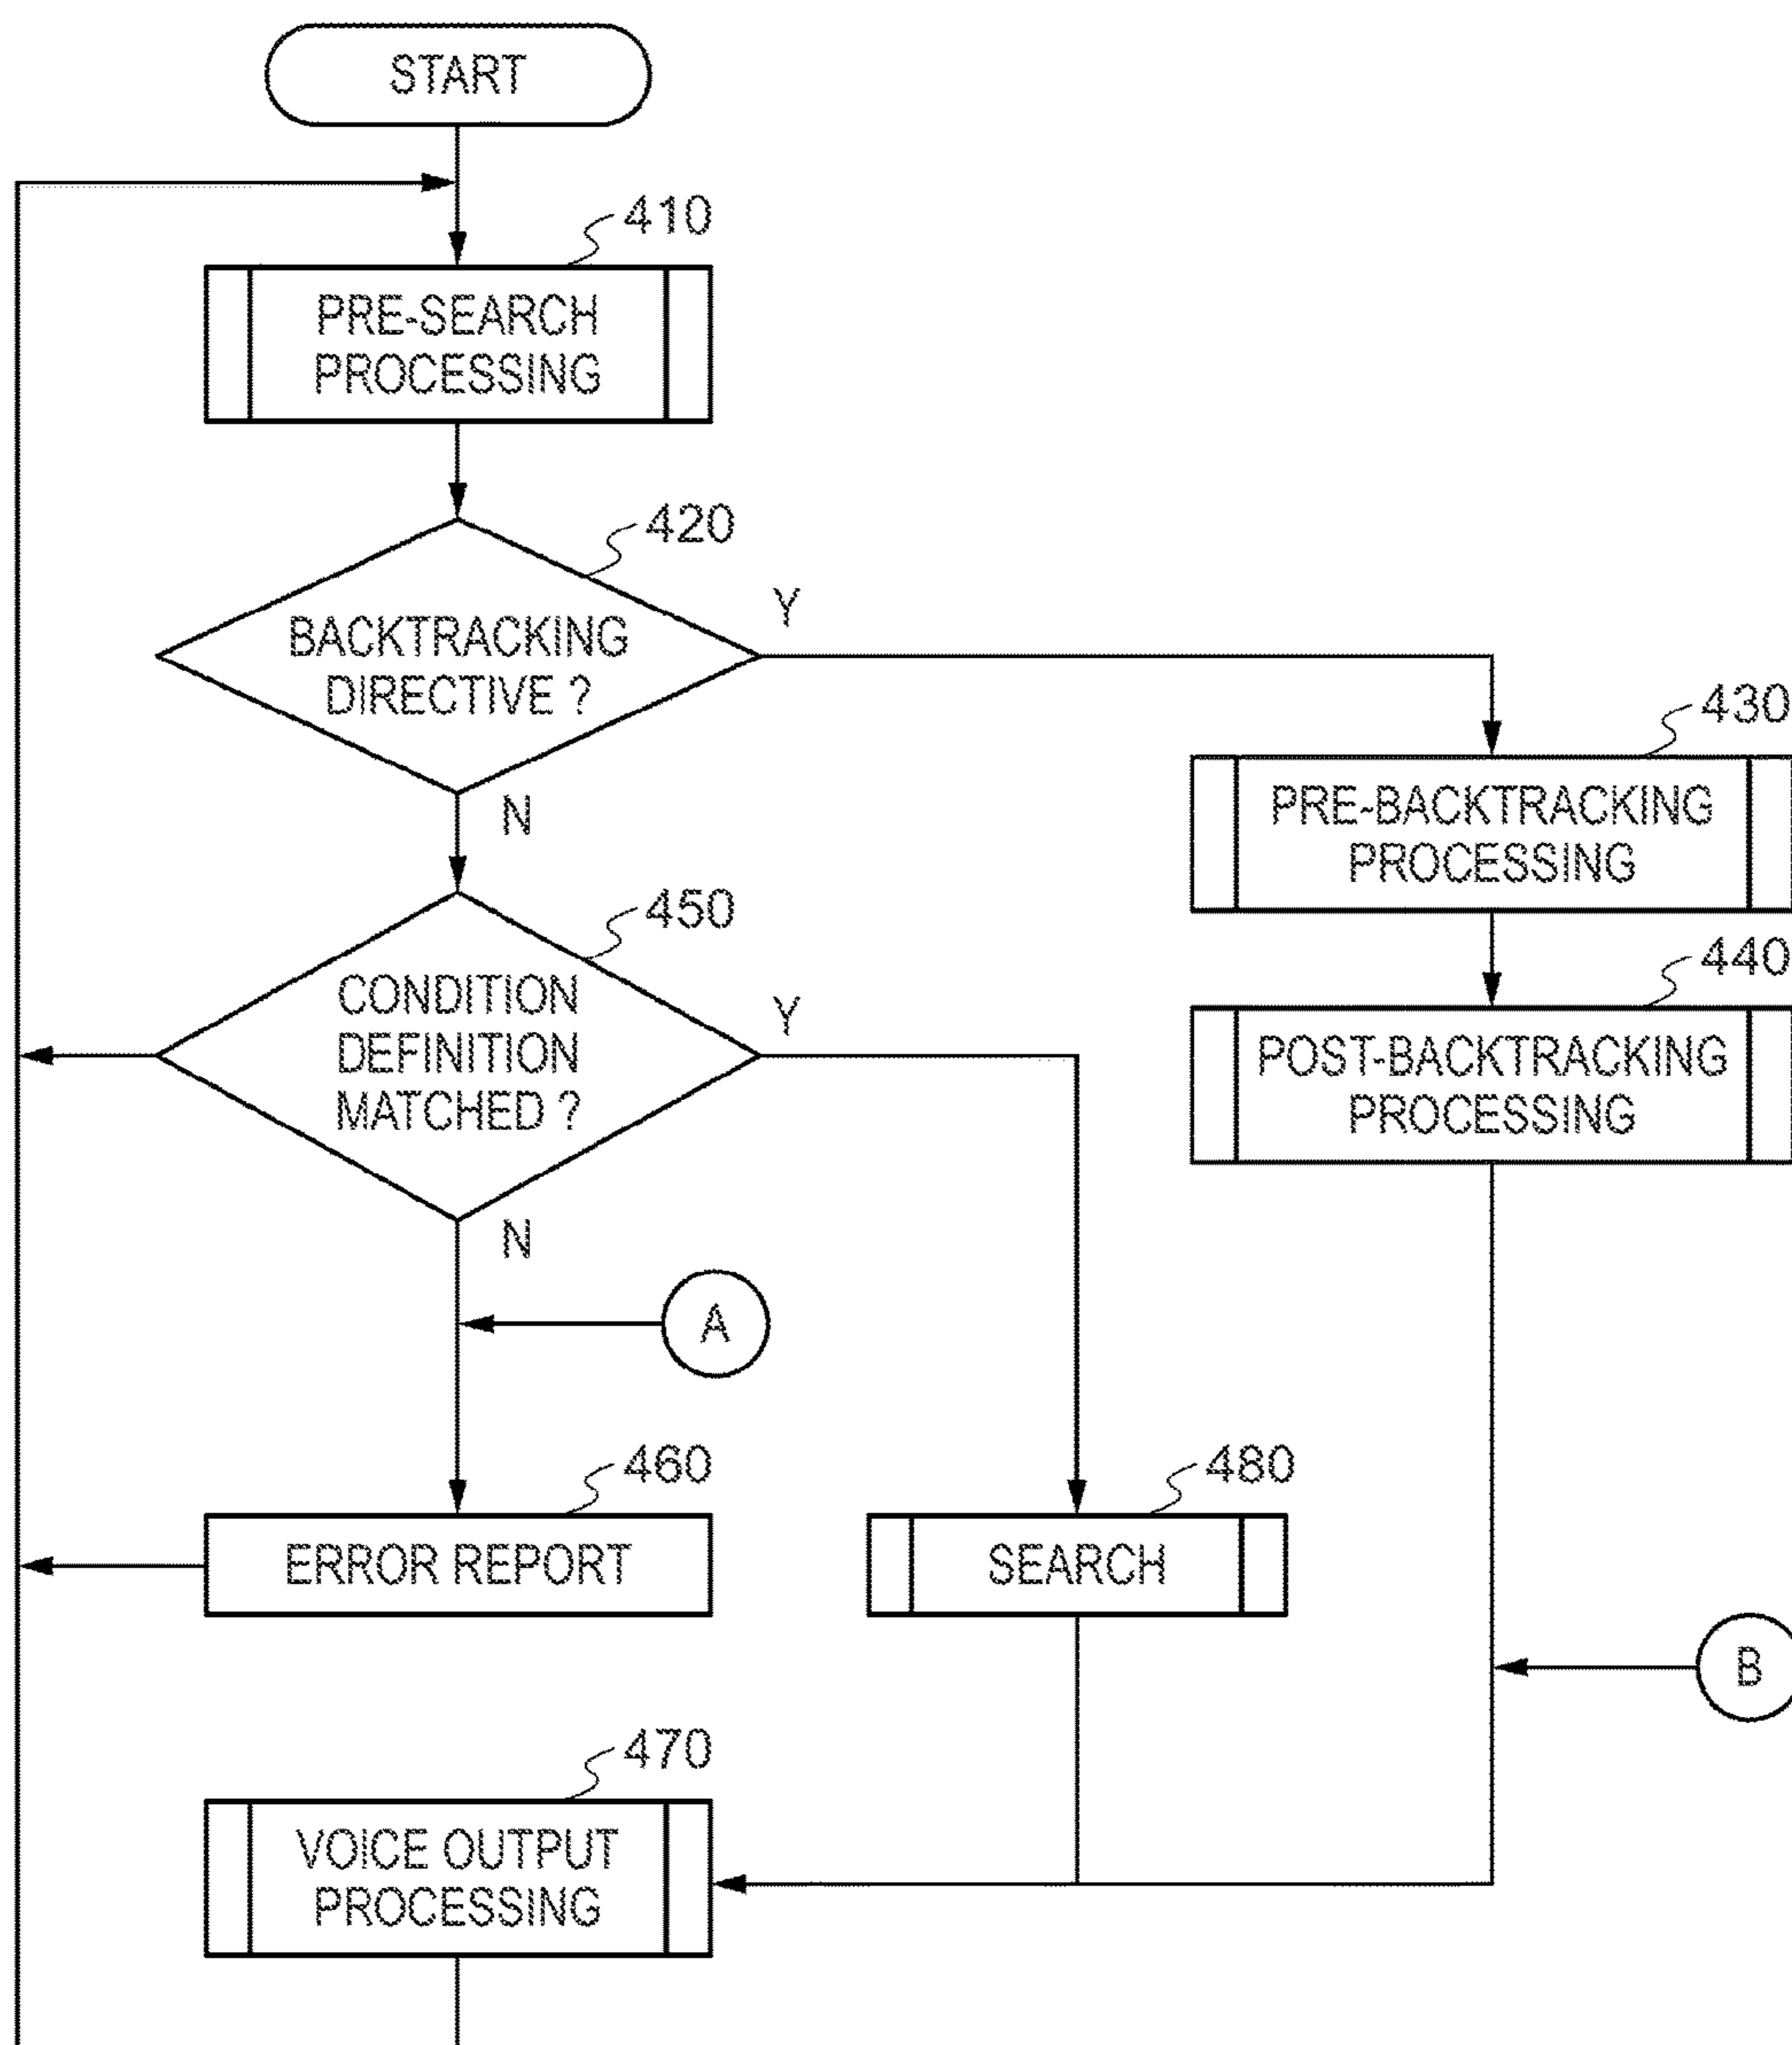 START
410
PRE-SEARCH
PROCESSING
420
BACKTRACKING
DIRECTIVE ?
Y
N
430
PRE-BACKTRACKING
PROCESSING
440
POST-BACKTRACKING
PROCESSING
450
CONDITION
DEFINITION
MATCHED ?
Y
N
A
460
ERROR REPORT
480
SEARCH
B
470
VOICE OUTPUT
PROCESSING